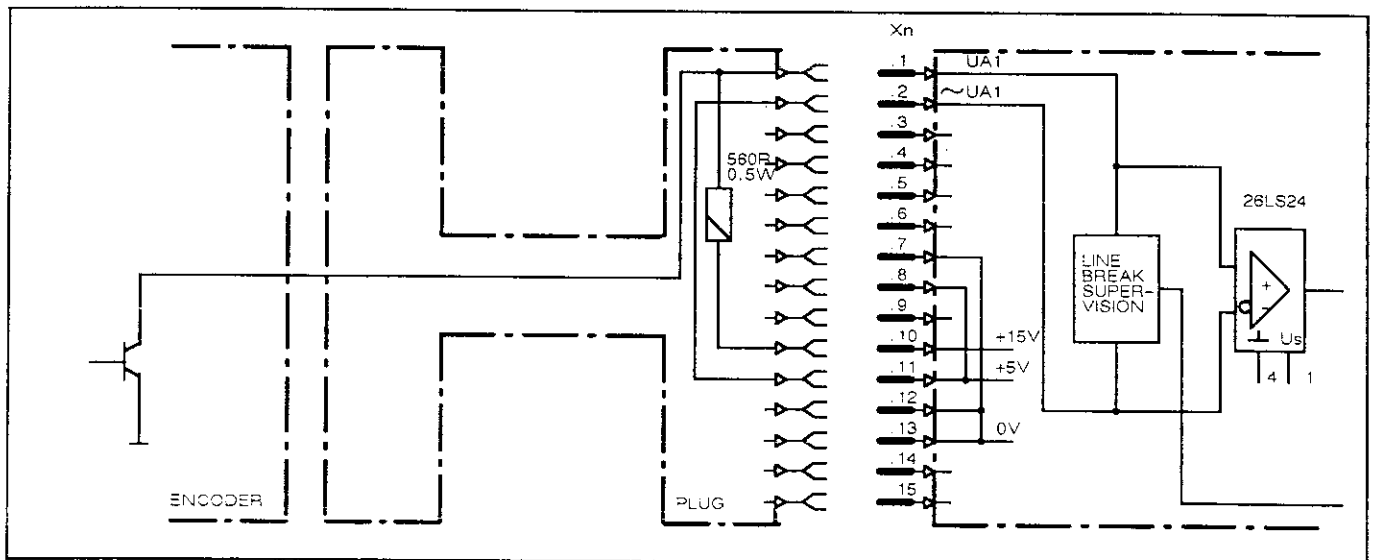 Xn
.1
UA1
.2
~UA1
.3
.4
560R
0.5W
.5
.6
26LS24
.7
LINE
BREAK
SUPER-
VISION
.8
+
-
.9
.10
+15V
Us
.11
+5V
4
1
.12
.13
0V
.14
ENCODER
PLUG
.15